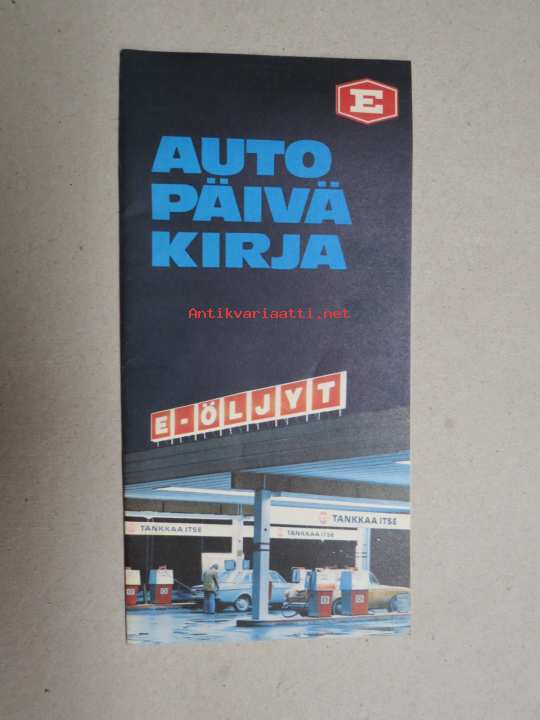 E
AUTO
PÄIVÄ
KIRJA
Antikvariaatti.net
E-ÖLJYT
TANKKAA ITSE
TANKKAA ITSE
TANKKAA ITSE